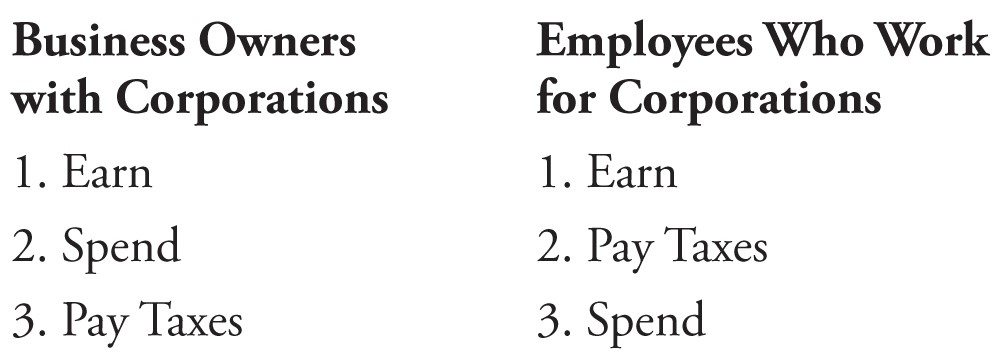 Business Owners
with Corporations
1. Earn
2. Spend
3. Pay Taxes
Employees Who Work
for Corporations
1. Earn
2. Pay Taxes
3. Spend